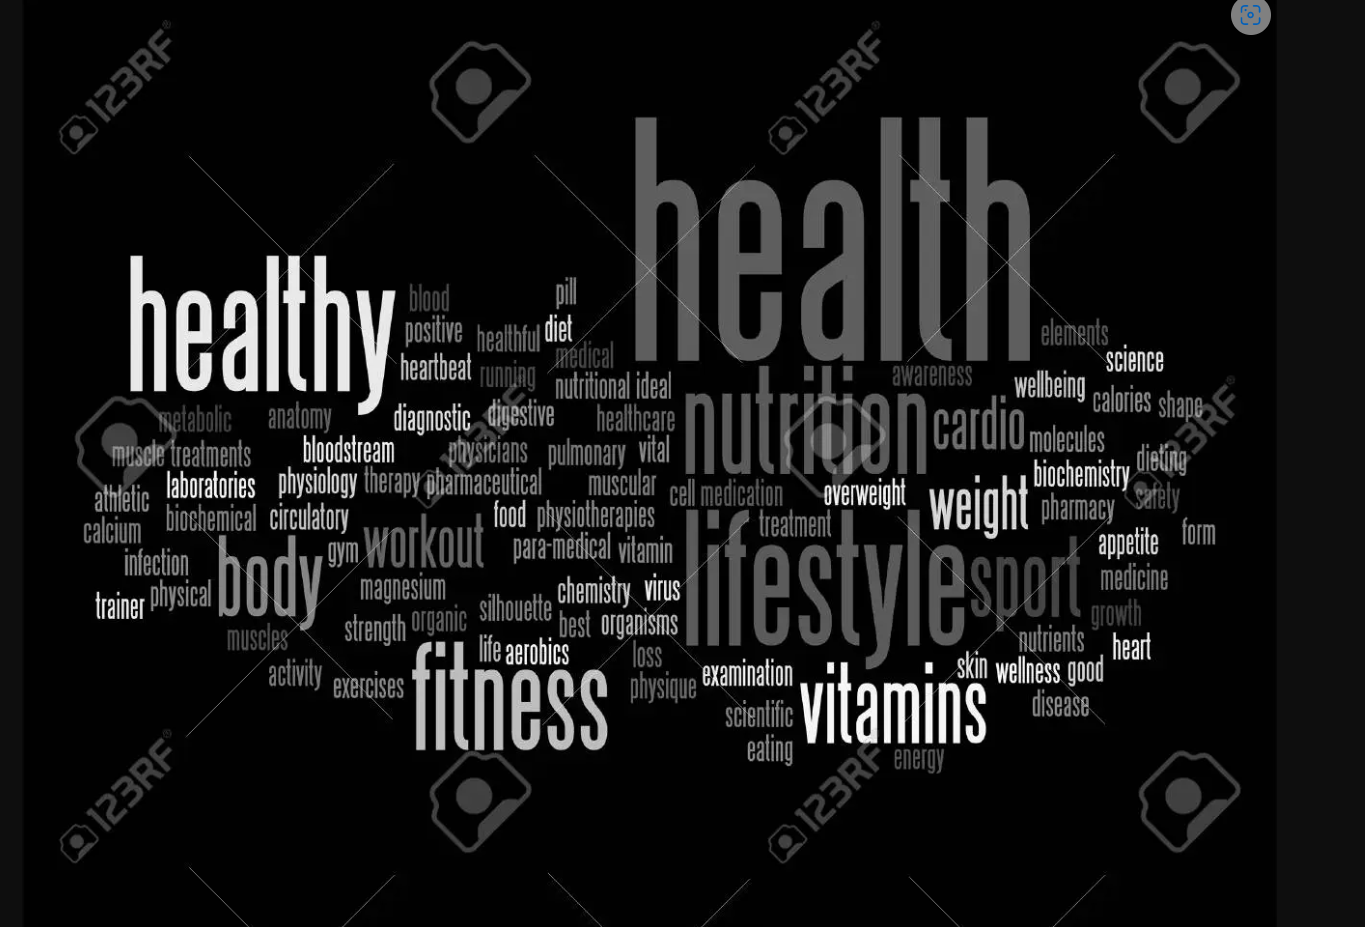 123RF
123RF
health
healthy
blood
pill
positive
healthful
diet
elements
heartbeat
running
medical
science
awareness
nutritional ideal
wellbeing
calories
shape
metabolic
anatomy
diagnostic
digestive
healthcare
nutrition
cardio
molecules
muscle treatments
bloodstream
physicians
pulmonary
vital
dieting
biochemistry
athletic
laboratories
physiology
therapy
pharmaceutical
muscular
cell
medication
overweight
weight
safety
pharmacy
calcium
biochemical
circulatory
food
physiotherapies
treatment
form
infection
body
gym
workout
para-medical
vitamin
lifestyle
sport
appetite
medicine
trainer
physical
magnesium
chemistry
virus
silhouette
growth
muscles
strength
organic
best
organisms
nutrients
heart
life
aerobics
loss
activity
exercises
fitness
physique
examination
vitamins
skin
wellness
good
scientific
disease
eating
energy
123RF
123RF
123RF
123RF